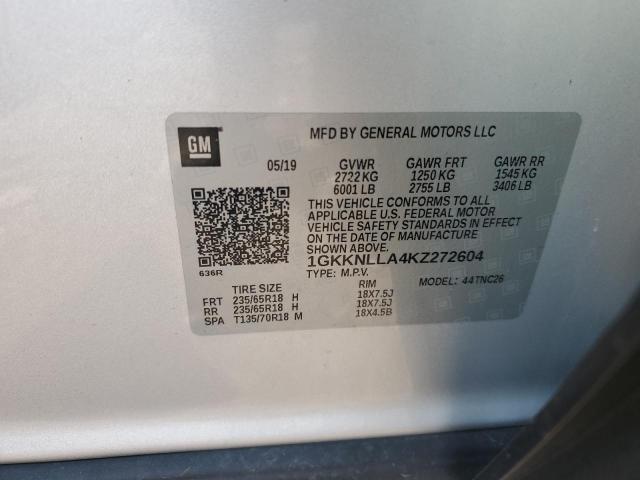 GM
MFD BY GENERAL MOTORS LLC
05/19 GVWR GAWR FRT GAWR RR
2722 KG 1250 KG 1545 KG
6001 LB 2755 LB 3406 LB
THIS VEHICLE CONFORMS TO ALL
APPLICABLE U.S. FEDERAL MOTOR
VEHICLE SAFETY STANDARDS IN
EFFECT ON THE DATE OF MANUFACTURE
SHOWN ABOVE.
1GKKNLLA4KZ272604
636R
TYPE: M.P.V. MODEL: 44TNC26
TIRE SIZE RIM
FRT 235/65R18 H 18X7.5J
RR 235/65R18 H 18X7.5J
SPA T135/70R18 M 18X4.5B